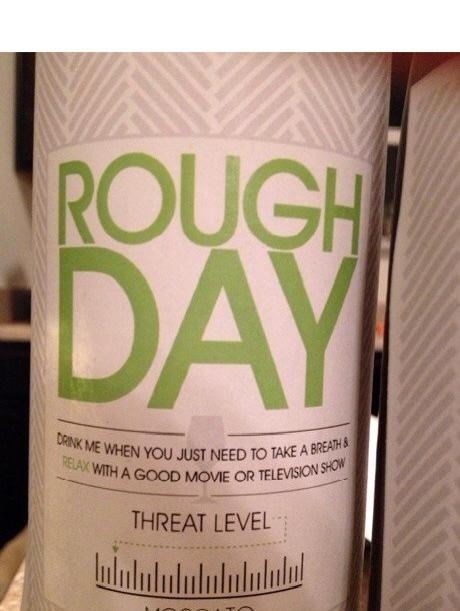 ROUGH
DAY
DRINK ME WHEN YOU JUST NEED TO TAKE A BREATH &
RELAX WITH A GOOD MOVIE OR TELEVISION SHOW
THREAT LEVEL
MOSCATO